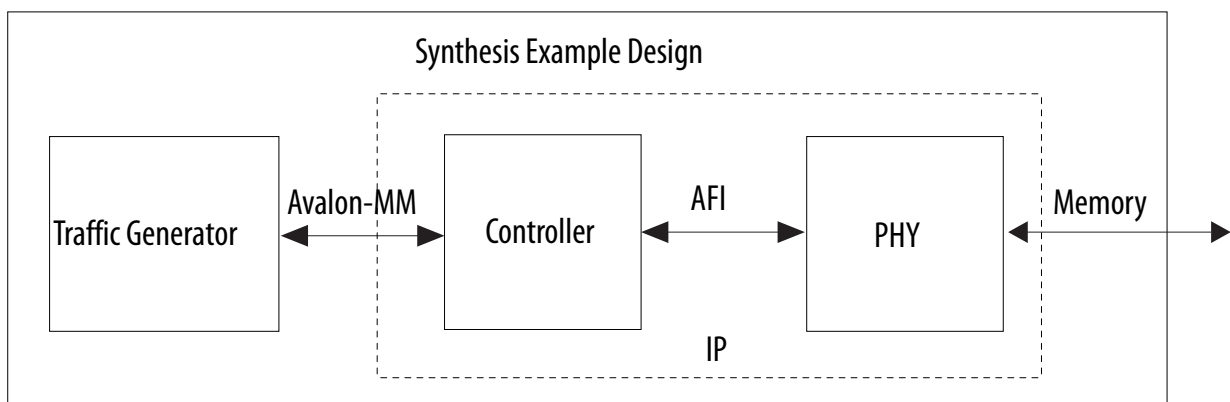 Synthesis Example Design
Traffic Generator
Avalon-MM
Controller
AFI
PHY
Memory
IP